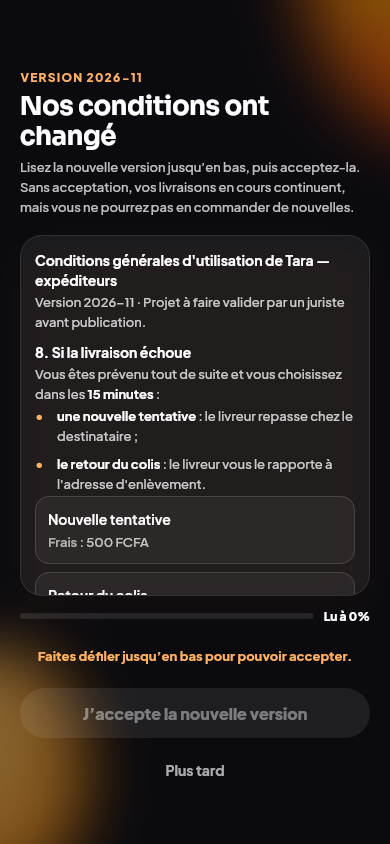 VERSION 2026-11
Nos conditions ont
changé
Lisez la nouvelle version jusqu'en bas, puis acceptez-la.
Sans acceptation, vos livraisons en cours continuent,
mais vous ne pourrez pas en commander de nouvelles.
Conditions générales d'utilisation de Tara —
expéditeurs
Version 2026-11 · Projet à faire valider par un juriste
avant publication.
8. Si la livraison échoue
Vous êtes prévenu tout de suite et vous choisissez
dans les 15 minutes :
• une nouvelle tentative : le livreur repasse chez le
destinataire ;
• le retour du colis : le livreur vous le rapporte à
l'adresse d'enlèvement.
Nouvelle tentative
Frais : 500 FCFA
Retour du colis
Lu à 0%
Faites défiler jusqu'en bas pour pouvoir accepter.
J'accepte la nouvelle version
Plus tard